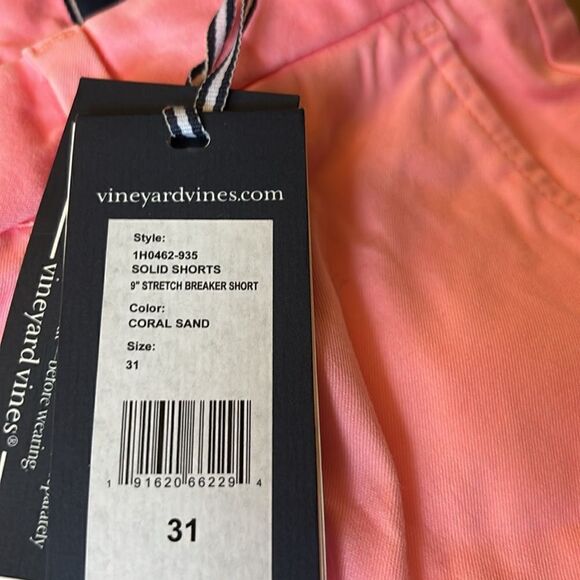 vineyardvines.com
Style:
1H0462-935
SOLID SHORTS
9" STRETCH BREAKER SHORT
Color:
CORAL SAND
Size:
31
1 91620 66229 4
31
vineyard vines®
before wearing.